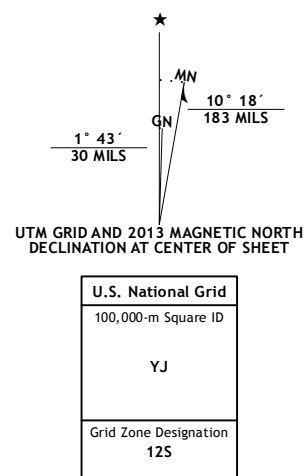 ★
MN
GN
10° 18´
183 MILS
1° 43´
30 MILS
UTM GRID AND 2013 MAGNETIC NORTH
DECLINATION AT CENTER OF SHEET
U.S. National Grid
100,000-m Square ID
YJ
Grid Zone Designation
12S